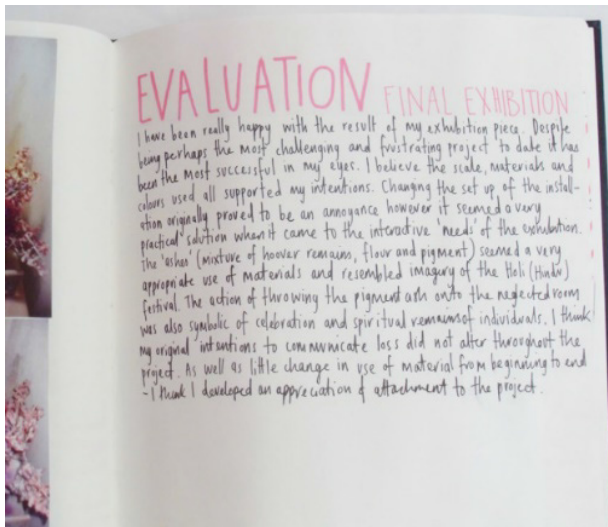 EVALUATION FINAL EXHIBITION
I have been really happy with the result of my exhibition piece. Despite
being perhaps the most challenging and frustrating project to date it has
been the most successful in my eyes. I believe the scale, materials and
colours used all supported my intentions. Changing the set up of the install-
ation originally proved to be an annoyance however it seemed a very
practical solution when it came to the interactive 'needs' of the exhibition.
The 'ashes' (mixture of hoover remains, flour and pigment) seemed a very
appropriate use of materials and resembled imagery of the Holi (Hindu)
festival. The action of throwing the pigment ash onto the neglected room
was also symbolic of celebration and spiritual remains of individuals. I think
my original intentions to communicate loss did not alter throughout the
project. As well as little change in use of material from beginning to end
- I think I developed an appreciation & attachment to the project.